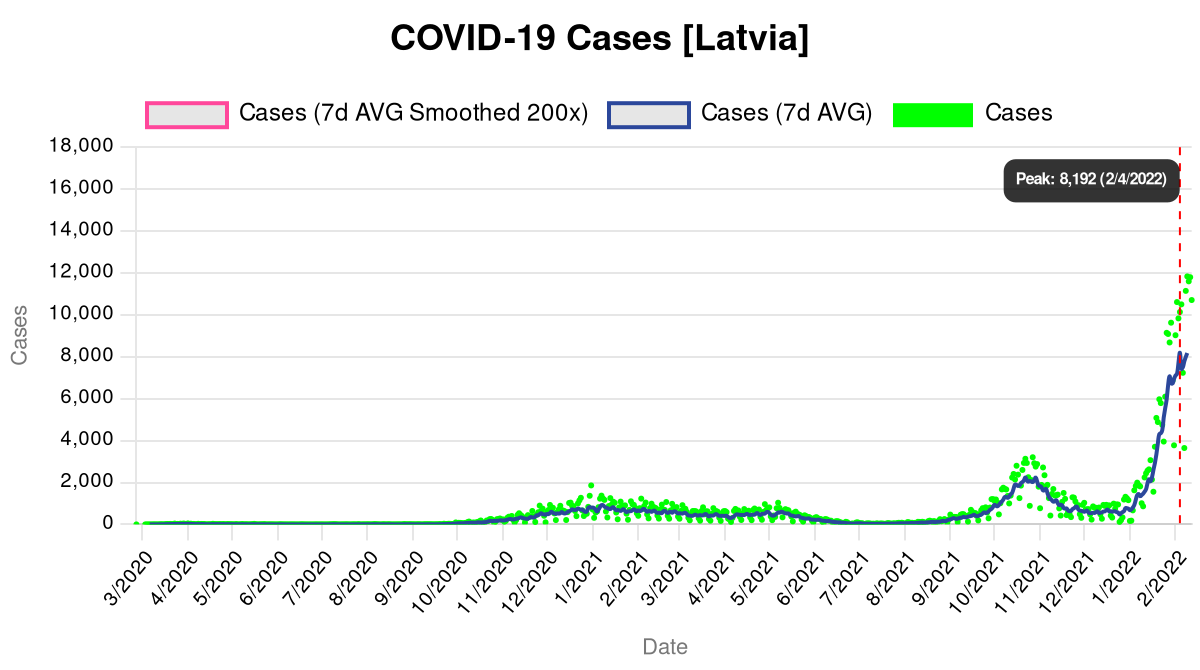 COVID-19 Cases [Latvia]
Cases (7d AVG Smoothed 200x) Cases (7d AVG) Cases
18,000
16,000
14,000
12,000
10,000
8,000
6,000
4,000
2,000
0
Peak: 8,192 (2/4/2022)
Cases
3/2020 4/2020 5/2020 6/2020 7/2020 8/2020 9/2020 10/2020 11/2020 12/2020 1/2021 2/2021 3/2021 4/2021 5/2021 6/2021 7/2021 8/2021 9/2021 10/2021 11/2021 12/2021 1/2022 2/2022
Date